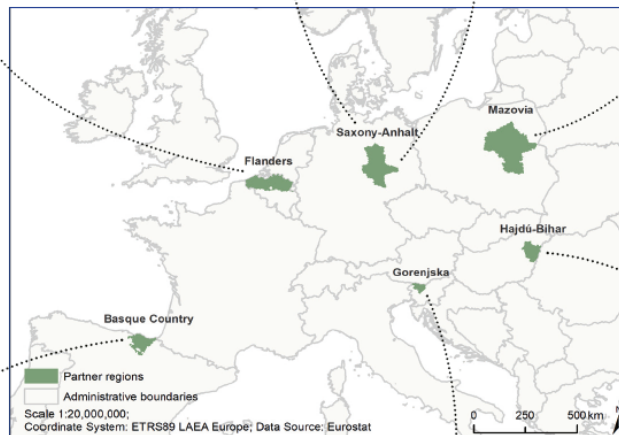 Mazovia
Saxony-Anhalt
Flanders
Hajdú-Bihar
Gorenjska
Basque Country
Partner regions
Administrative boundaries
Scale 1:20,000,000;
Coordinate System: ETRS89 LAEA Europe; Data Source: Eurostat
0 250 500 km
N